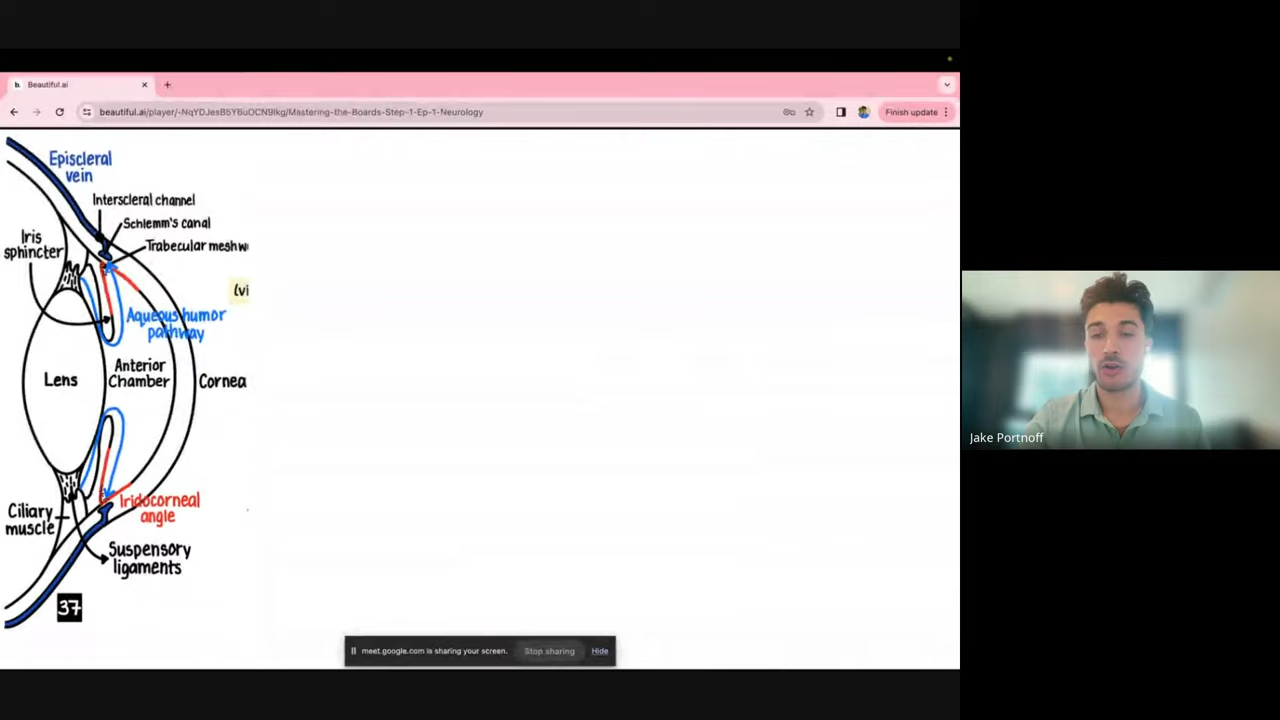 Beautiful.ai
beautiful.ai/player/-NqYDJesB5Y6uOCN9lkg/Mastering-the-Boards-Step-1-Ep-1-Neurology
Finish update
Episcleral
vein
Interscleral channel
Schlemm's canal
Iris
sphincter
Trabecular meshw
(vi
Aqueous humor
pathway
Anterior
Chamber
Lens
Cornea
Iridocorneal
angle
Ciliary
muscle
Suspensory
ligaments
37
meet.google.com is sharing your screen.
Stop sharing
Hide
Jake Portnoff